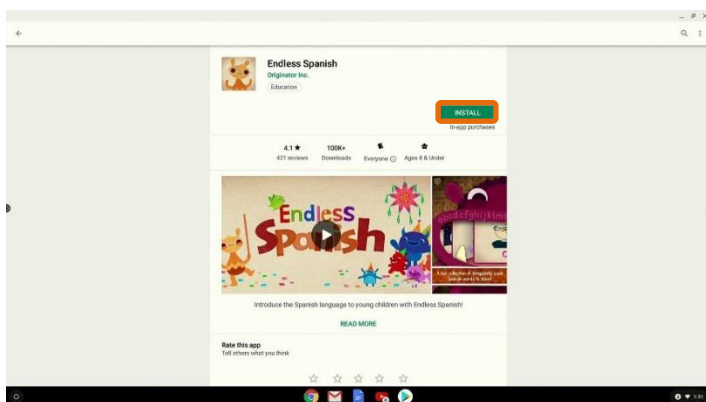 Endless Spanish
Originator Inc.
Education
INSTALL
In-app purchases
4.1★ 100K+
421 reviews Downloads Everyone Ages 8 & Under
Endless
Spanish
abcdefghijklmn
Introduce the Spanish language to young children with Endless Spanish!
READ MORE
Rate this app
Tell others what you think